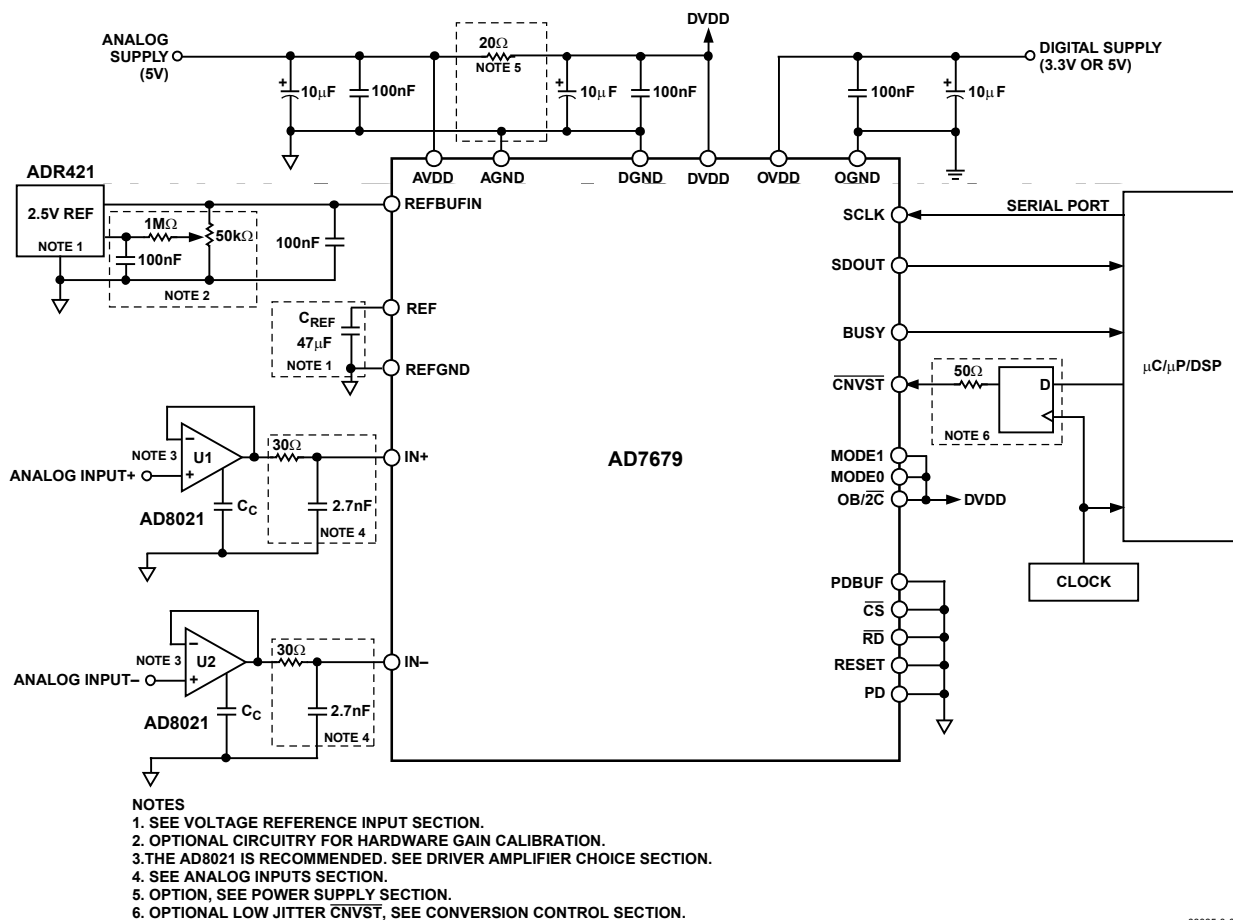 ANALOG
SUPPLY
(5V)
20Ω
NOTE 5
DVDD
DIGITAL SUPPLY
(3.3V OR 5V)
+
10μF
100nF
+
10μF
100nF
100nF
+
10μF
AVDD
AGND
DGND
DVDD
OVDD
OGND
ADR421
2.5V REF
NOTE 1
1MΩ
50kΩ
100nF
NOTE 2
100nF
REFBUFIN
CREF
47μF
NOTE 1
REF
REFGND
NOTE 3
−
U1
+
ANALOG INPUT+
AD8021
CC
30Ω
2.7nF
NOTE 4
IN+
NOTE 3
−
U2
+
ANALOG INPUT−
AD8021
CC
30Ω
2.7nF
NOTE 4
IN−
AD7679
SCLK
SERIAL PORT
SDOUT
BUSY
CNVST
50Ω
D
NOTE 6
μC/μP/DSP
MODE1
MODE0
OB/2C
DVDD
CLOCK
PDBUF
CS
RD
RESET
PD
NOTES
1. SEE VOLTAGE REFERENCE INPUT SECTION.
2. OPTIONAL CIRCUITRY FOR HARDWARE GAIN CALIBRATION.
3.THE AD8021 IS RECOMMENDED. SEE DRIVER AMPLIFIER CHOICE SECTION.
4. SEE ANALOG INPUTS SECTION.
5. OPTION, SEE POWER SUPPLY SECTION.
6. OPTIONAL LOW JITTER CNVST, SEE CONVERSION CONTROL SECTION.